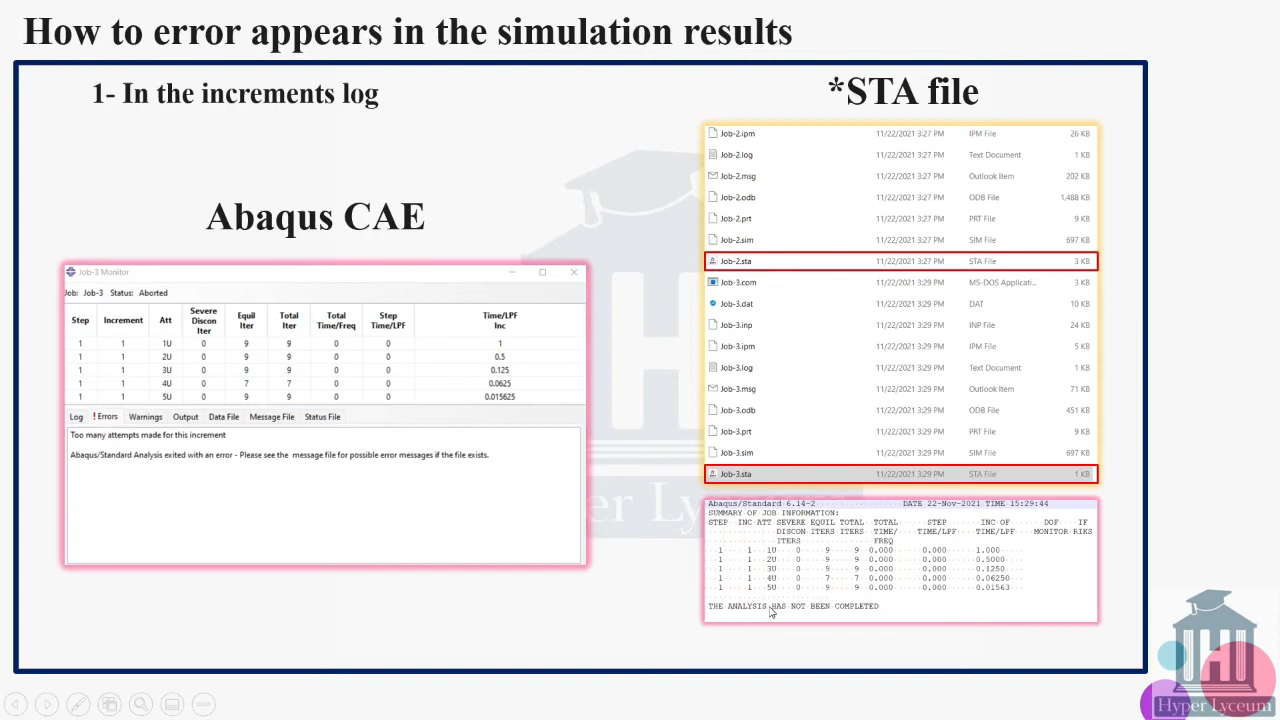 How to error appears in the simulation results
1- In the increments log
*STA file
Abaqus CAE
Job-3 Monitor
Job: Job-3 Status: Aborted
Step Increment Att Severe Discon Iter Equil Iter Total Iter Total Time/Freq Step Time/LPF Time/LPF Inc
1 1 1U 0 9 9 0 0 1
1 1 2U 0 9 9 0 0 0.5
1 1 3U 0 9 9 0 0 0.125
1 1 4U 0 7 7 0 0 0.0625
1 1 5U 0 9 9 0 0 0.015625
Log ! Errors Warnings Output Data File Message File Status File
Too many attempts made for this increment
Abaqus/Standard Analysis exited with an error - Please see the message file for possible error messages if the file exists.
Job-2.ipm 11/22/2021 3:27 PM IPM File 26 KB
Job-2.log 11/22/2021 3:27 PM Text Document 1 KB
Job-2.msg 11/22/2021 3:27 PM Outlook Item 202 KB
Job-2.odb 11/22/2021 3:27 PM ODB File 1,488 KB
Job-2.prt 11/22/2021 3:27 PM PRT File 9 KB
Job-2.sim 11/22/2021 3:27 PM SIM File 697 KB
Job-2.sta 11/22/2021 3:27 PM STA File 3 KB
Job-3.com 11/22/2021 3:29 PM MS-DOS Applicati... 1 KB
Job-3.dat 11/22/2021 3:29 PM DAT 10 KB
Job-3.inp 11/22/2021 3:29 PM INP File 24 KB
Job-3.ipm 11/22/2021 3:29 PM IPM File 5 KB
Job-3.log 11/22/2021 3:29 PM Text Document 1 KB
Job-3.msg 11/22/2021 3:29 PM Outlook Item 71 KB
Job-3.odb 11/22/2021 3:29 PM ODB File 451 KB
Job-3.prt 11/22/2021 3:29 PM PRT File 9 KB
Job-3.sim 11/22/2021 3:29 PM SIM File 697 KB
Job-3.sta 11/22/2021 3:29 PM STA File 1 KB
Abaqus/Standard 6.14-2 DATE 22-Nov-2021 TIME 15:29:44
SUMMARY OF JOB INFORMATION:
STEP INC ATT SEVERE EQUIL TOTAL TOTAL STEP INC OF DOF IF
DISCON ITERS ITERS TIME/ TIME/LPF TIME/LPF MONITOR RIKS
ITERS FREQ
1 1 1U 0 9 9 0.000 0.000 1.000
1 1 2U 0 9 9 0.000 0.000 0.5000
1 1 3U 0 9 9 0.000 0.000 0.1250
1 1 4U 0 7 7 0.000 0.000 0.06250
1 1 5U 0 9 9 0.000 0.000 0.01563
THE ANALYSIS HAS NOT BEEN COMPLETED
Hyper Lyceum